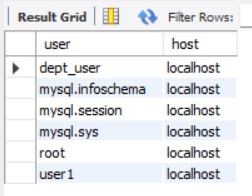 Result Grid Filter Rows:
user host
dept_user localhost
mysql.infoschema localhost
mysql.session localhost
mysql.sys localhost
root localhost
user1 localhost